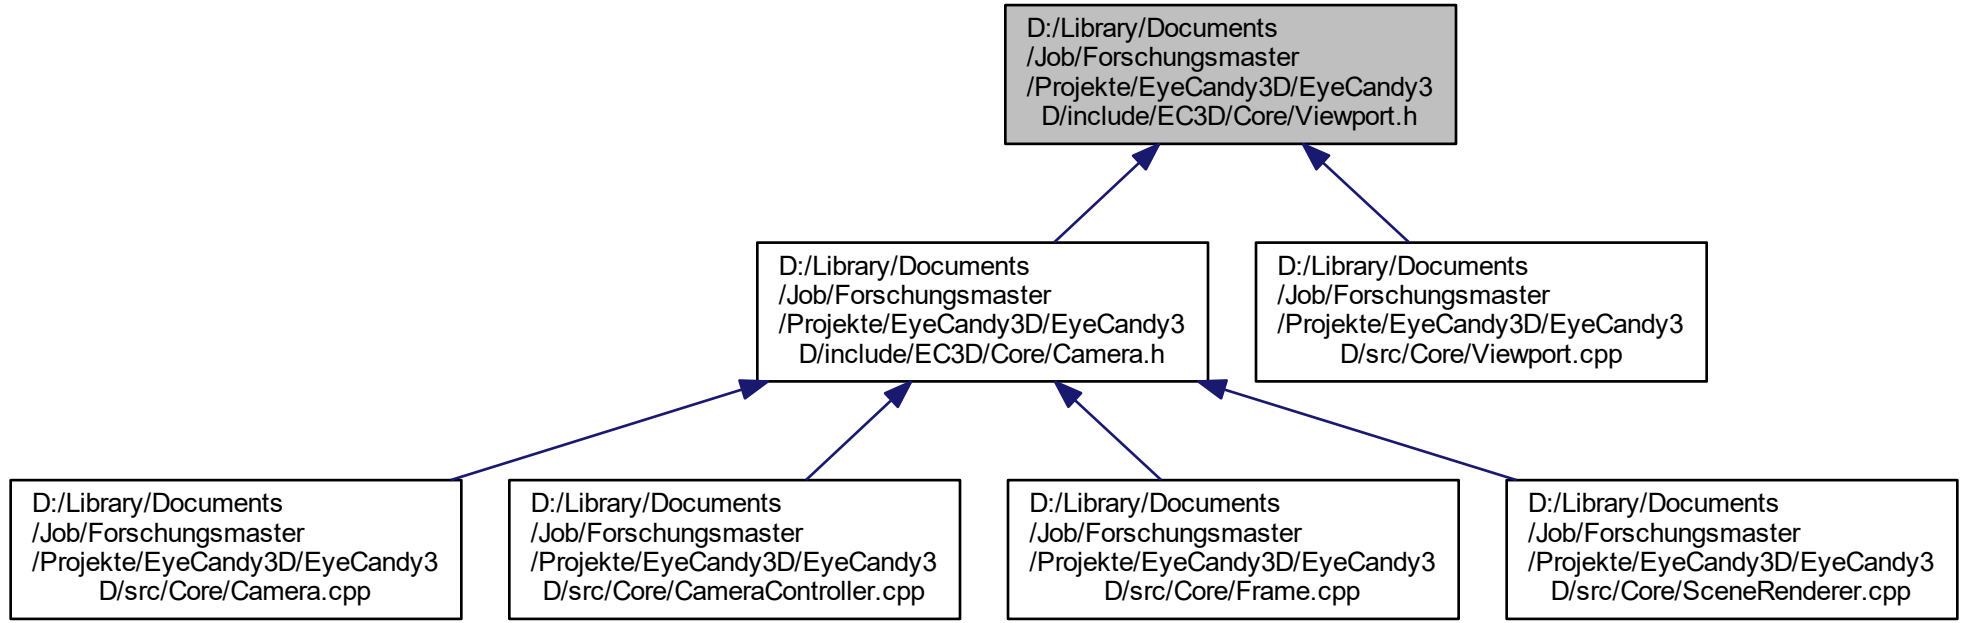 D:/Library/Documents
/Job/Forschungsmaster
/Projekte/EyeCandy3D/EyeCandy3
D/include/EC3D/Core/Viewport.h
D:/Library/Documents
/Job/Forschungsmaster
/Projekte/EyeCandy3D/EyeCandy3
D/include/EC3D/Core/Camera.h
D:/Library/Documents
/Job/Forschungsmaster
/Projekte/EyeCandy3D/EyeCandy3
D/src/Core/Viewport.cpp
D:/Library/Documents
/Job/Forschungsmaster
/Projekte/EyeCandy3D/EyeCandy3
D/src/Core/Camera.cpp
D:/Library/Documents
/Job/Forschungsmaster
/Projekte/EyeCandy3D/EyeCandy3
D/src/Core/CameraController.cpp
D:/Library/Documents
/Job/Forschungsmaster
/Projekte/EyeCandy3D/EyeCandy3
D/src/Core/Frame.cpp
D:/Library/Documents
/Job/Forschungsmaster
/Projekte/EyeCandy3D/EyeCandy3
D/src/Core/SceneRenderer.cpp